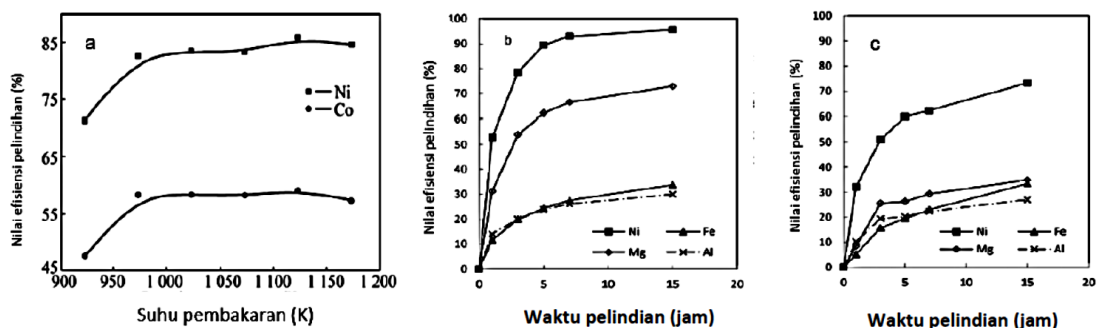 a
Nilai efisiensi pelindihan (%)
85
75
65
55
45
Ni
Co
900
950
1 000
1 050
1 100
1 150
1 200
Suhu pembakaran (K)
b
Nilai efisiensi pelindihan (%)
100
90
80
70
60
50
40
30
20
10
0
Ni
Fe
Mg
Al
0
5
10
15
20
Waktu pelindian (jam)
c
Nilai efisiensi pelindihan (%)
100
90
80
70
60
50
40
30
20
10
0
Ni
Fe
Mg
Al
0
5
10
15
20
Waktu pelindian (jam)